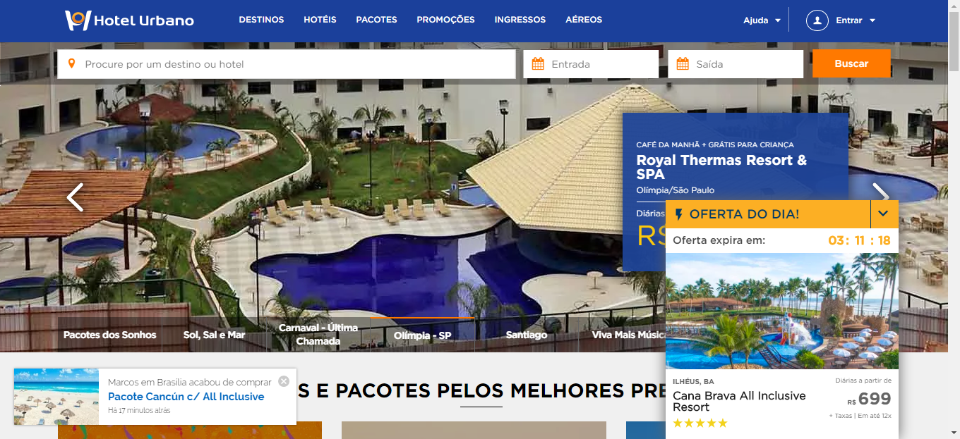 Hotel Urbano
DESTINOS HOTÉIS PACOTES PROMOÇÕES INGRESSOS AÉREOS
Ajuda
Entrar
Procure por um destino ou hotel
Entrada
Saída
Buscar
CAFÉ DA MANHÃ + GRÁTIS PARA CRIANÇA
Royal Thermas Resort &
SPA
Olímpia/São Paulo
Diárias
R$
OFERTA DO DIA!
Oferta expira em: 03 : 11 : 18
ILHÉUS, BA
Cana Brava All Inclusive
Resort
Diárias a partir de
R$ 699
+ Taxas | Em até 12x
Pacotes dos Sonhos
Sol, Sal e Mar
Carnaval - Última
Chamada
Olímpia - SP
Santiago
Viva Mais Músic
Marcos em Brasília acabou de comprar
Pacote Cancún c/ All Inclusive
Há 17 minutos atrás
S E PACOTES PELOS MELHORES PRE